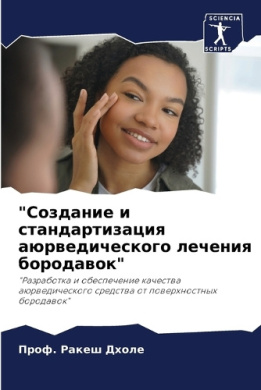 SCIENCIA
SCRIPTS
"Создание и
стандартизация
аюрведического лечения
бородавок"
"Разработка и обеспечение качества
аюрведического средства от поверхностных
бородавок"
Проф. Ракеш Дхоле